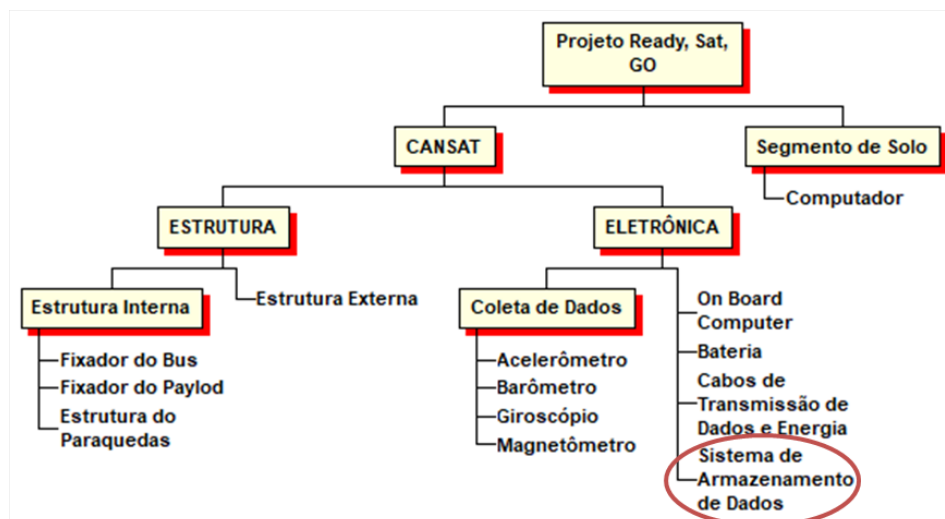 Projeto Ready, Sat,
GO
CANSAT
Segmento de Solo
Computador
ESTRUTURA
ELETRÔNICA
Estrutura Interna
Estrutura Externa
Fixador do Bus
Fixador do Paylod
Estrutura do
Paraquedas
Coleta de Dados
Acelerômetro
Barômetro
Giroscópio
Magnetômetro
On Board
Computer
Bateria
Cabos de
Transmissão de
Dados e Energia
Sistema de
Armazenamento
de Dados